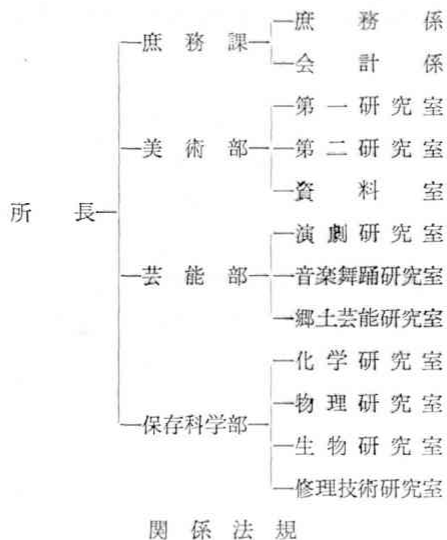 庶務係
庶務課
会計係
第一研究室
美術部
第二研究室
資料室
所長
演劇研究室
芸能部
音楽舞踊研究室
郷土芸能研究室
化学研究室
物理研究室
保存科学部
生物研究室
修理技術研究室
関係法規